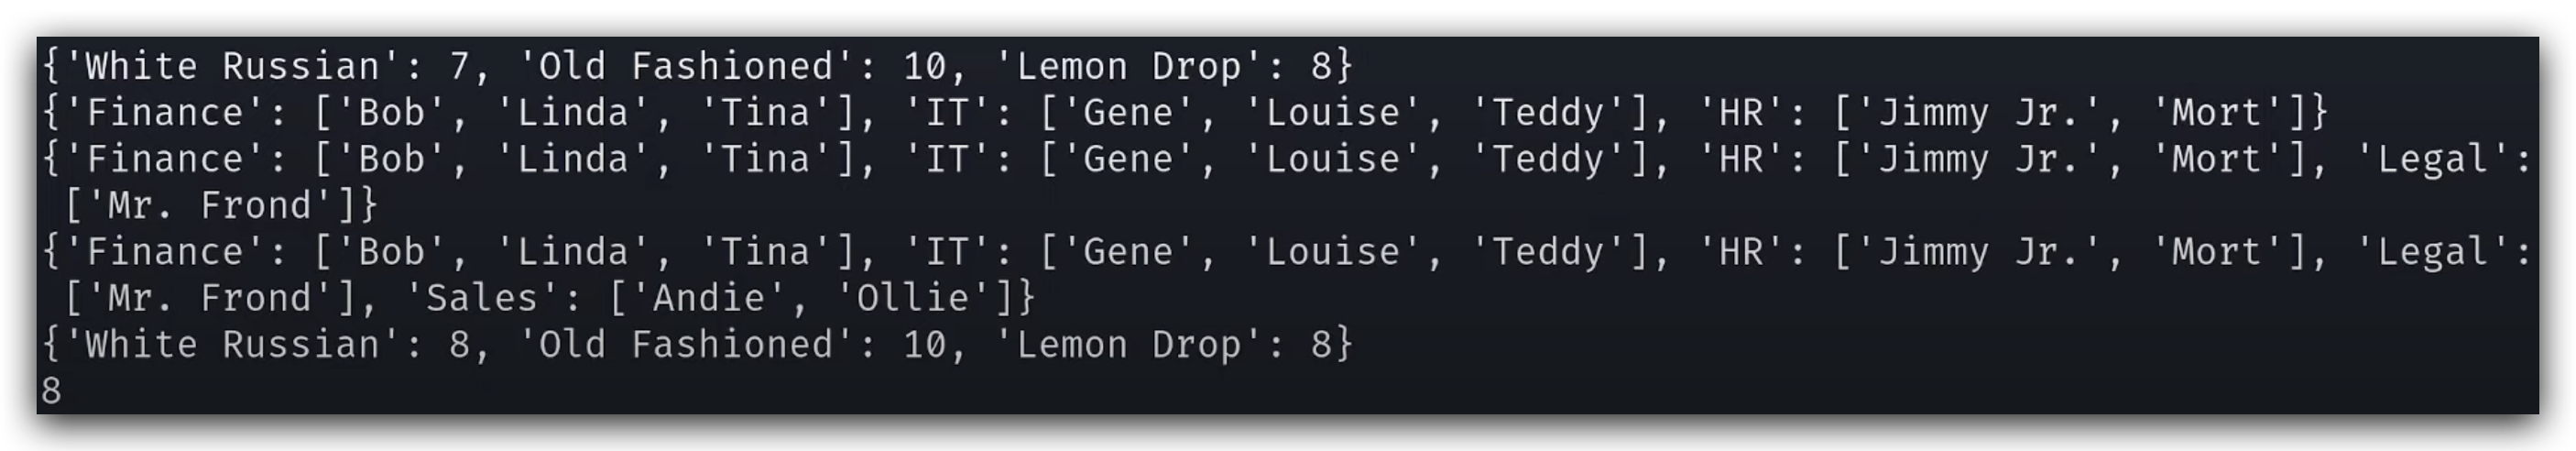 {'White Russian': 7, 'Old Fashioned': 10, 'Lemon Drop': 8}
{'Finance': ['Bob', 'Linda', 'Tina'], 'IT': ['Gene', 'Louise', 'Teddy'], 'HR': ['Jimmy Jr.', 'Mort']}
{'Finance': ['Bob', 'Linda', 'Tina'], 'IT': ['Gene', 'Louise', 'Teddy'], 'HR': ['Jimmy Jr.', 'Mort'], 'Legal':
 ['Mr. Frond']}
{'Finance': ['Bob', 'Linda', 'Tina'], 'IT': ['Gene', 'Louise', 'Teddy'], 'HR': ['Jimmy Jr.', 'Mort'], 'Legal':
 ['Mr. Frond'], 'Sales': ['Andie', 'Ollie']}
{'White Russian': 8, 'Old Fashioned': 10, 'Lemon Drop': 8}
8